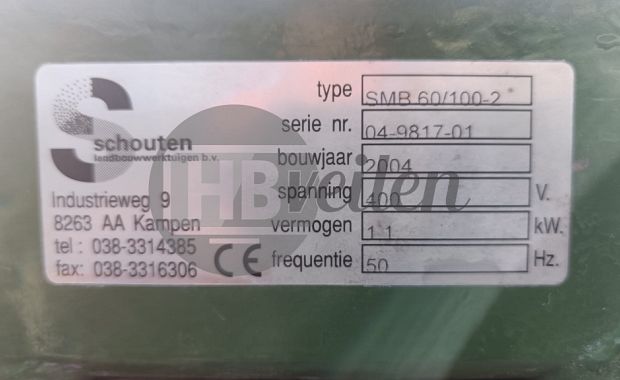 schouten
landbouwwerktuigen b.v.
Industrieweg 9
8263 AA Kampen
tel : 038-3314385
fax: 038-3316306
CE
type SMB 60/100-2
serie nr. 04-9817-01
bouwjaar 2004
spanning 400 V.
vermogen 1.1 kW.
frequentie 50 Hz.
HBveilen